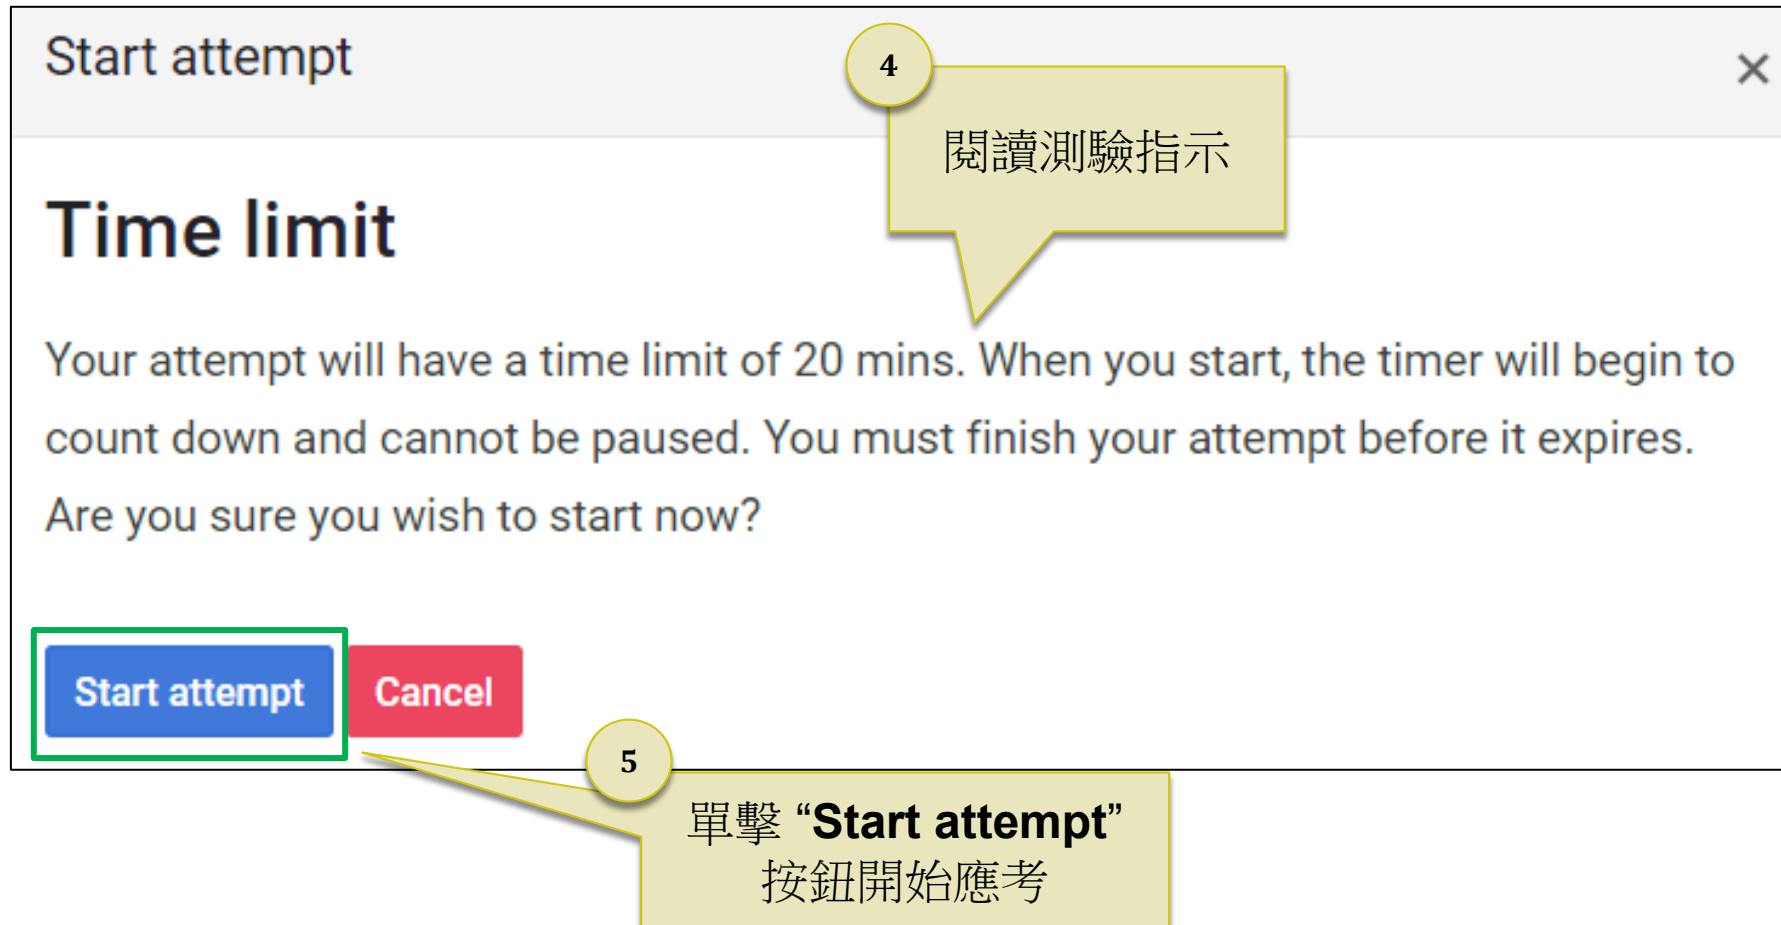 Start attempt
×
4
閱讀測驗指示
Time limit
Your attempt will have a time limit of 20 mins. When you start, the timer will begin to
count down and cannot be paused. You must finish your attempt before it expires.
Are you sure you wish to start now?
Start attempt
Cancel
5
單擊 “Start attempt”
按鈕開始應考